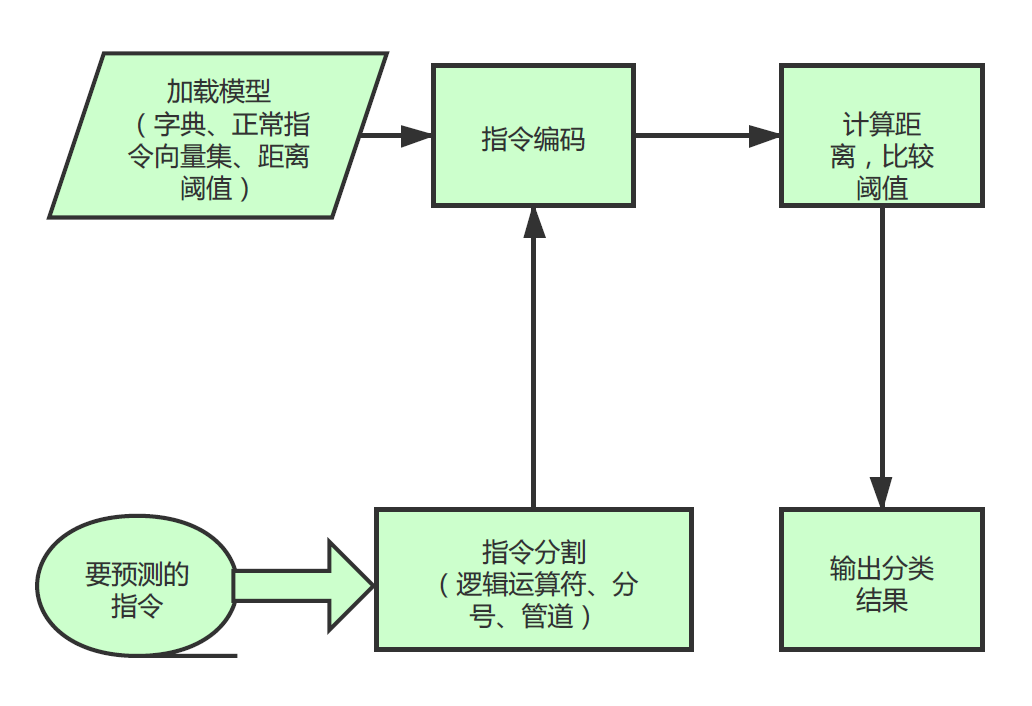 加载模型
（字典、正常指
令向量集、距离
阈值）
指令编码
计算距
离，比较
阈值
要预测的
指令
指令分割
（逻辑运算符、分
号、管道）
输出分类
结果